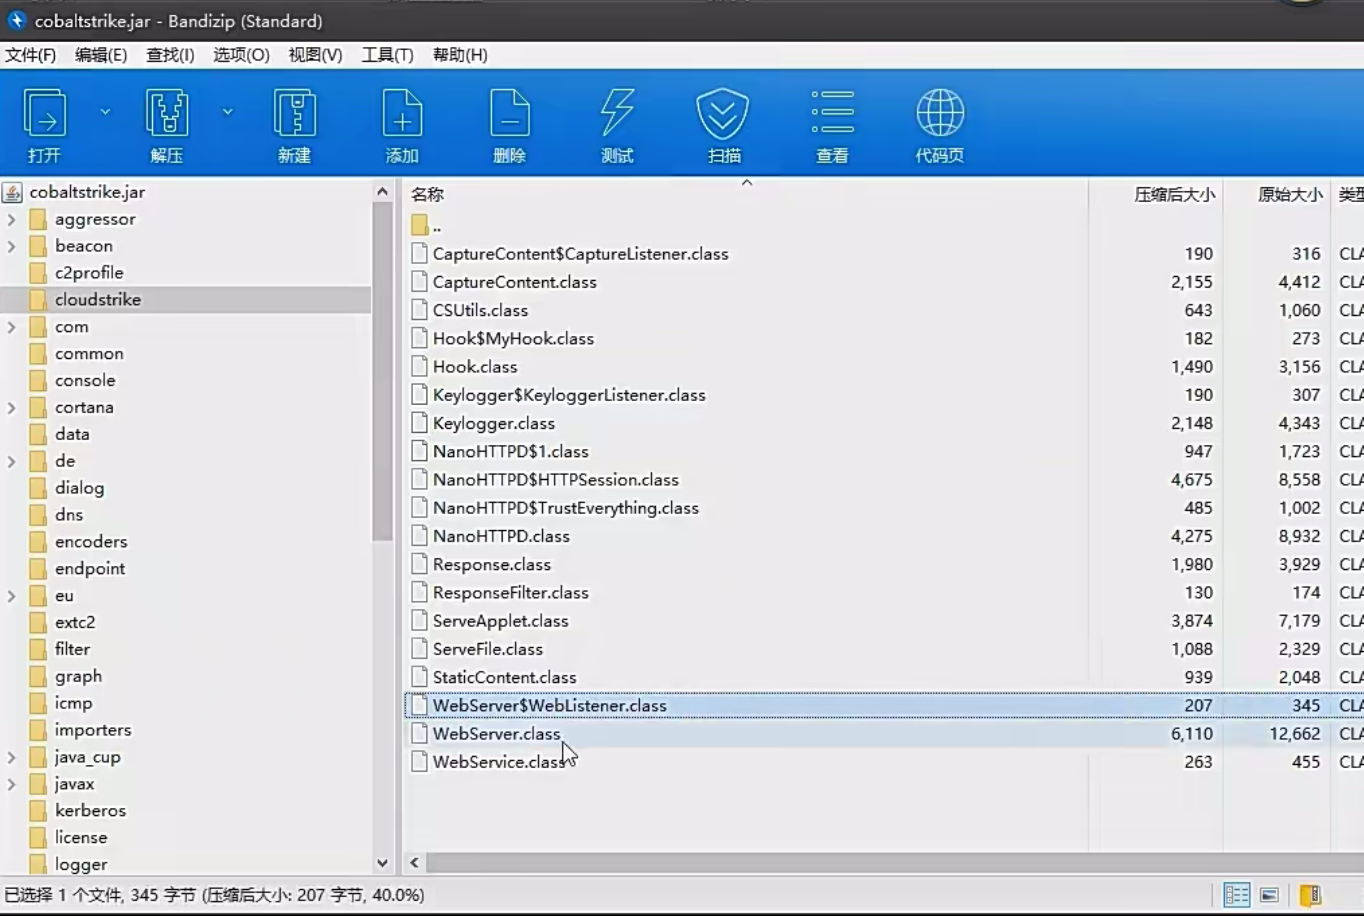 cobaltstrike.jar - Bandizip (Standard)
文件(F) 编辑(E) 查找(I) 选项(O) 视图(V) 工具(T) 帮助(H)
打开 解压 新建 添加 删除 测试 扫描 查看 代码页
cobaltstrike.jar
aggressor
beacon
c2profile
cloudstrike
com
common
console
cortana
data
de
dialog
dns
encoders
endpoint
eu
extc2
filter
graph
icmp
importers
java_cup
javax
kerberos
license
logger
名称 压缩后大小 原始大小 类型
..
CaptureContent$CaptureListener.class 190 316 CLA
CaptureContent.class 2,155 4,412 CLA
CSUtils.class 643 1,060 CLA
Hook$MyHook.class 182 273 CLA
Hook.class 1,490 3,156 CLA
Keylogger$KeyloggerListener.class 190 307 CLA
Keylogger.class 2,148 4,343 CLA
NanoHTTPD$1.class 947 1,723 CLA
NanoHTTPD$HTTPSession.class 4,675 8,558 CLA
NanoHTTPD$TrustEverything.class 485 1,002 CLA
NanoHTTPD.class 4,275 8,932 CLA
Response.class 1,980 3,929 CLA
ResponseFilter.class 130 174 CLA
ServeApplet.class 3,874 7,179 CLA
ServeFile.class 1,088 2,329 CLA
StaticContent.class 939 2,048 CLA
WebServer$WebListener.class 207 345 CLA
WebServer.class 6,110 12,662 CLA
WebService.class 263 455 CLA
已选择 1 个文件, 345 字节 (压缩后大小: 207 字节, 40.0%)